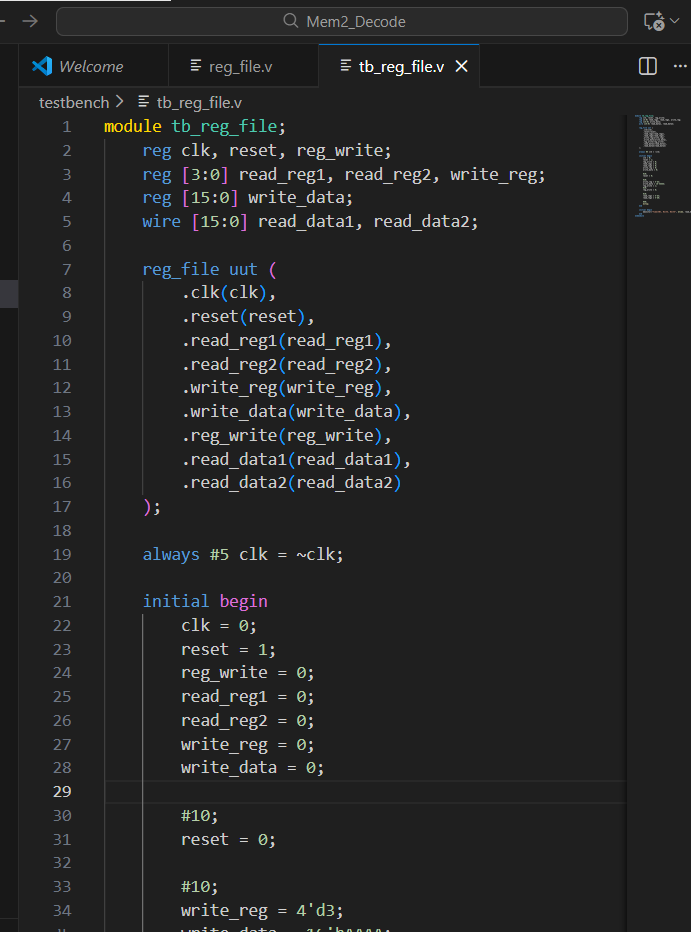 Mem2_Decode
Welcome
reg_file.v
tb_reg_file.v
testbench > tb_reg_file.v
1 module tb_reg_file;
2     reg clk, reset, reg_write;
3     reg [3:0] read_reg1, read_reg2, write_reg;
4     reg [15:0] write_data;
5     wire [15:0] read_data1, read_data2;
6
7     reg_file uut (
8         .clk(clk),
9         .reset(reset),
10         .read_reg1(read_reg1),
11         .read_reg2(read_reg2),
12         .write_reg(write_reg),
13         .write_data(write_data),
14         .reg_write(reg_write),
15         .read_data1(read_data1),
16         .read_data2(read_data2)
17     );
18
19     always #5 clk = ~clk;
20
21     initial begin
22         clk = 0;
23         reset = 1;
24         reg_write = 0;
25         read_reg1 = 0;
26         read_reg2 = 0;
27         write_reg = 0;
28         write_data = 0;
29
30         #10;
31         reset = 0;
32
33         #10;
34         write_reg = 4'd3;